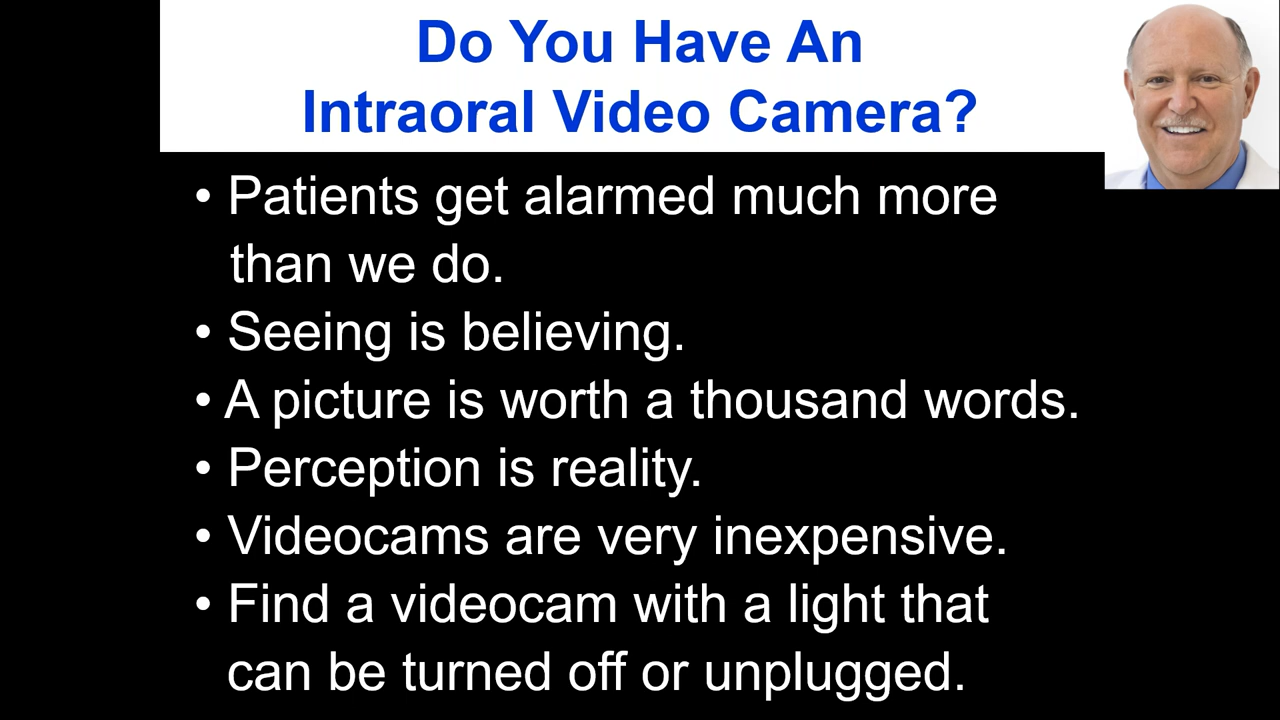 Do You Have An
Intraoral Video Camera?
• Patients get alarmed much more
than we do.
• Seeing is believing.
• A picture is worth a thousand words.
• Perception is reality.
• Videocams are very inexpensive.
• Find a videocam with a light that
can be turned off or unplugged.